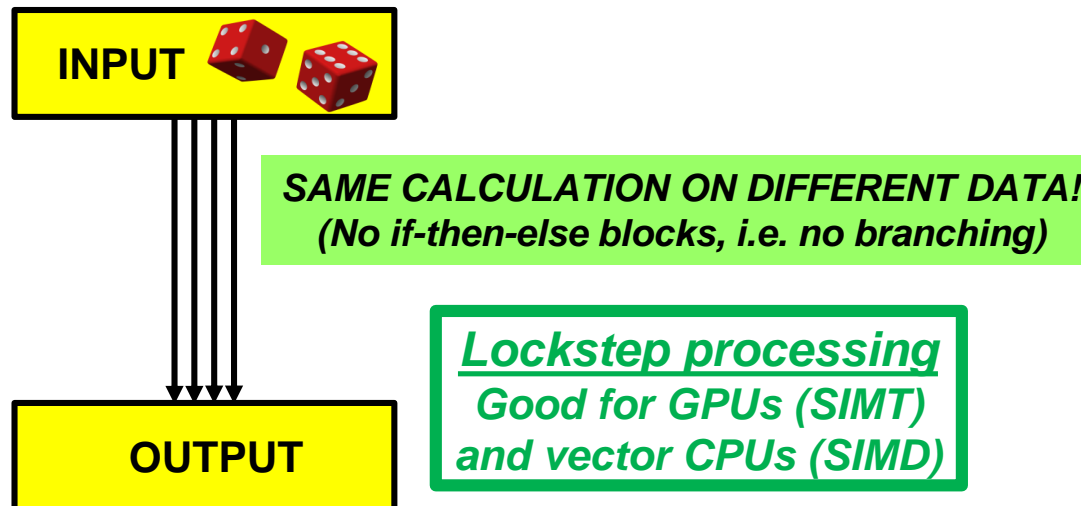 INPUT
SAME CALCULATION ON DIFFERENT DATA!
(No if-then-else blocks, i.e. no branching)
Lockstep processing
Good for GPUs (SIMT)
and vector CPUs (SIMD)
OUTPUT